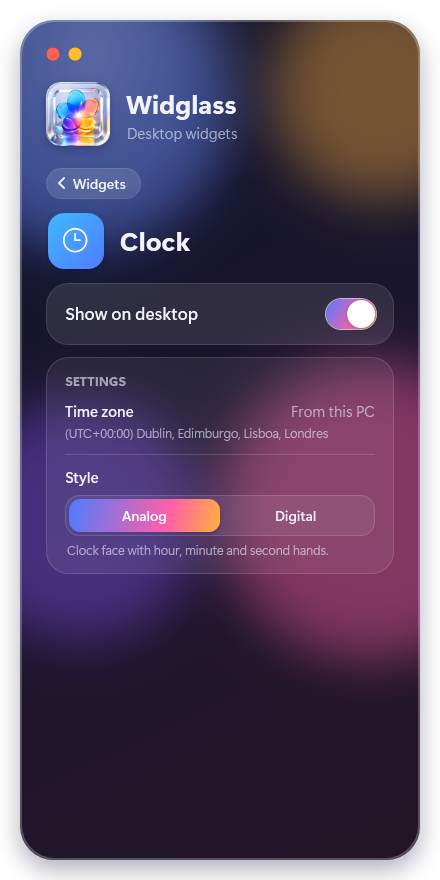 Widglass
Desktop widgets
Widgets
Clock
Show on desktop
SETTINGS
Time zone
From this PC
(UTC+00:00) Dublin, Edimburgo, Lisboa, Londres
Style
Analog
Digital
Clock face with hour, minute and second hands.